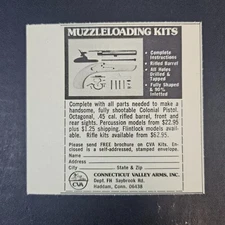 MUZZLELOADING KITS
• Complete
Instructions
• Rifled Barrel
• All Holes
Drilled &
Tapped
• Fully Shaped
& 90%
inletted
Complete with all parts needed to make a
handsome, fully shootable Colonial Pistol.
Octagonal, .45 cal. rifled barrel, front and
rear sights. Percussion models from $22.95
plus $1.25 shipping. Flintlock models avail-
able. Rifle kits available from $62.95.
Please send FREE brochure on CVA Kits. En-
closed is a self-addressed, stamped envelope.
Name
Address
City State & Zip
CVA
CONNECTICUT VALLEY ARMS, INC.
Saybrook Rd.
Haddam, Conn. 06438